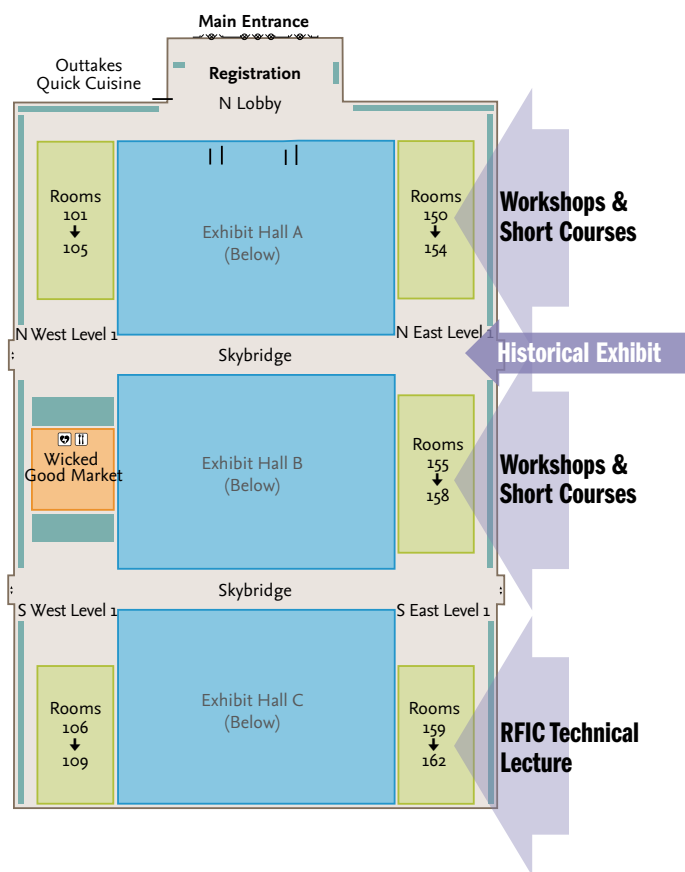 Main Entrance
Outtakes
Quick Cuisine
Registration
N Lobby
Rooms
101
105
Exhibit Hall A
(Below)
Rooms
150
154
Workshops &
Short Courses
N West Level 1
N East Level 1
Skybridge
Historical Exhibit
Wicked
Good Market
Exhibit Hall B
(Below)
Rooms
155
158
Workshops &
Short Courses
Skybridge
S West Level 1
S East Level 1
Rooms
106
109
Exhibit Hall C
(Below)
Rooms
159
162
RFIC Technical
Lecture